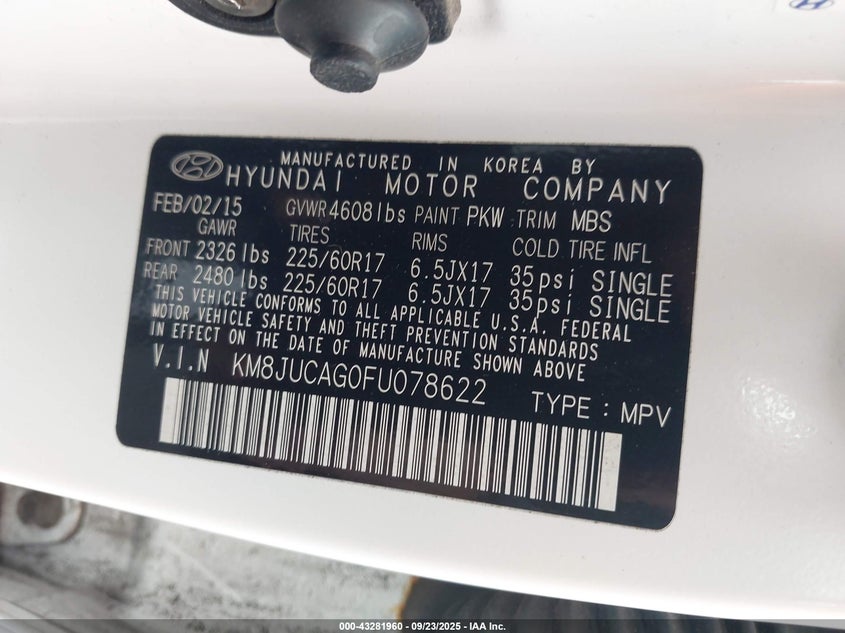 MANUFACTURED IN KOREA BY
HYUNDAI MOTOR COMPANY
FEB/02/15 GVWR 4608 lbs PAINT PKW TRIM MBS
GAWR TIRES RIMS COLD TIRE INFL
FRONT 2326 lbs 225/60R17 6.5JX17 35psi SINGLE
REAR 2480 lbs 225/60R17 6.5JX17 35psi SINGLE
THIS VEHICLE CONFORMS TO ALL APPLICABLE U.S.A. FEDERAL
MOTOR VEHICLE SAFETY AND THEFT PREVENTION STANDARDS
IN EFFECT ON THE DATE OF MANUFACTURE SHOWN ABOVE
V.I.N KM8JUCAG0FU078622
TYPE : MPV
000-43281960 - 09/23/2025 - IAA Inc.